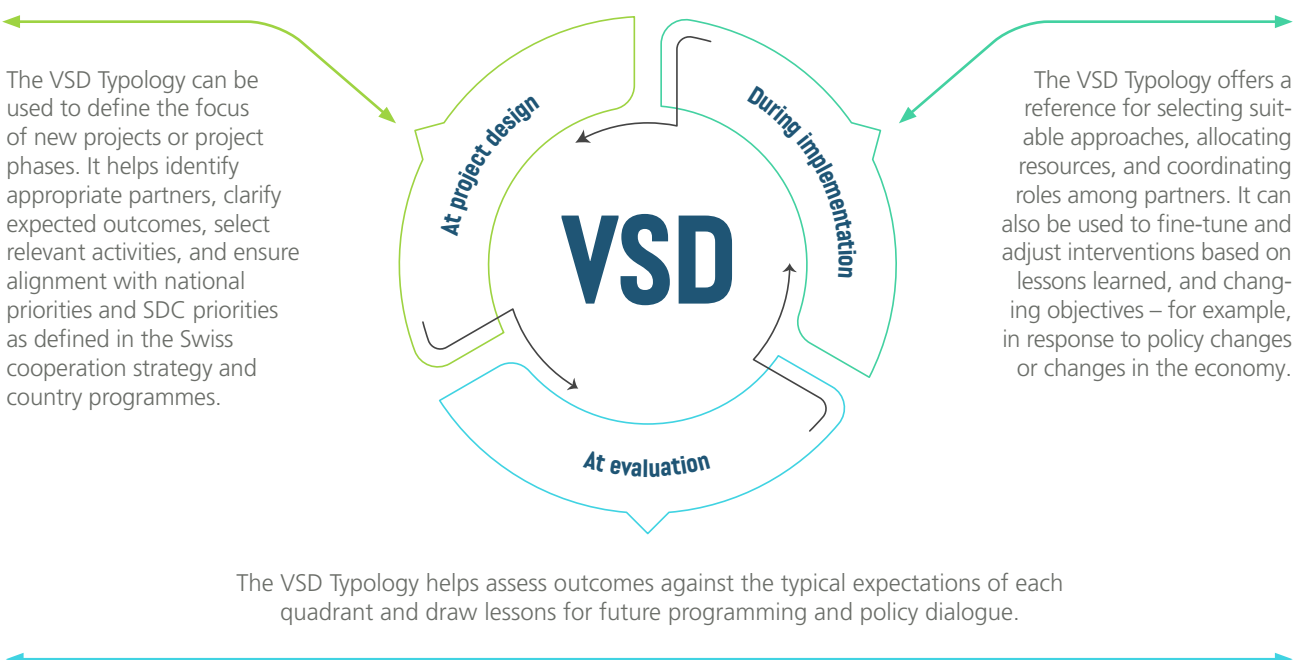 The VSD Typology can be
used to define the focus
of new projects or project
phases. It helps identify
appropriate partners, clarify
expected outcomes, select
relevant activities, and ensure
alignment with national
priorities and SDC priorities
as defined in the Swiss
cooperation strategy and
country programmes.
At project design
VSD
During implementation
At evaluation
The VSD Typology offers a
reference for selecting suit-
able approaches, allocating
resources, and coordinating
roles among partners. It can
also be used to fine-tune and
adjust interventions based on
lessons learned, and chang-
ing objectives – for example,
in response to policy changes
or changes in the economy.
The VSD Typology helps assess outcomes against the typical expectations of each
quadrant and draw lessons for future programming and policy dialogue.